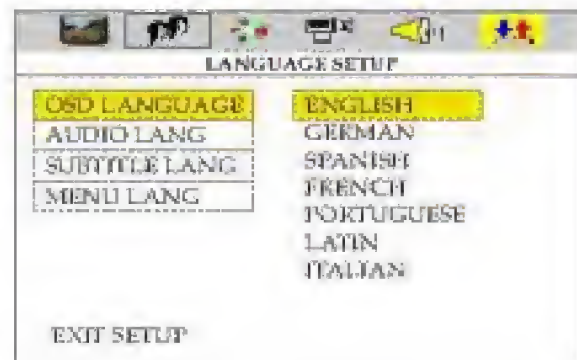 LANGUAGE SETUP
OSD LANGUAGE
AUDIO LANG
SUBTITLE LANG
MENU LANG
ENGLISH
GERMAN
SPANISH
FRENCH
PORTUGUESE
LATIN
ITALIAN
EXIT SETUP